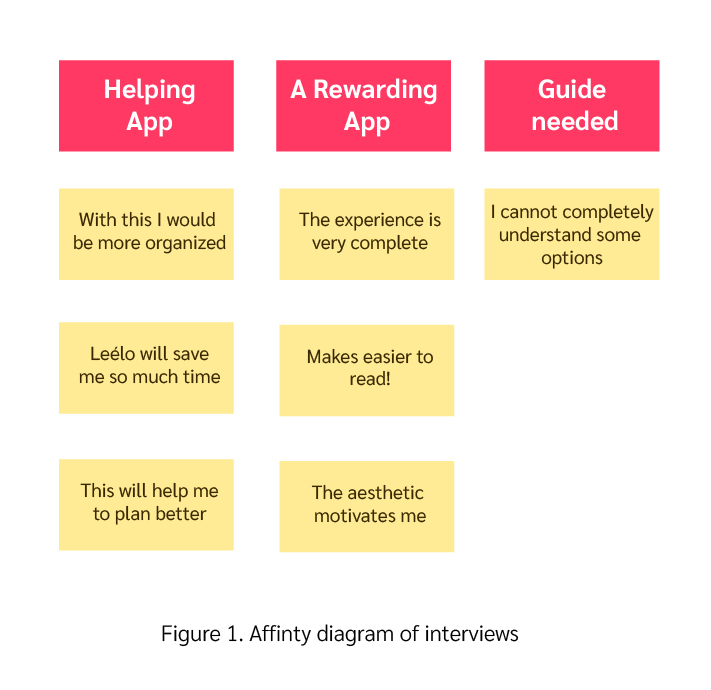 Helping
App
A Rewarding
App
Guide
needed
With this I would
be more organized
The experience is
very complete
I cannot completely
understand some
options
Leélo will save
me so much time
Makes easier to
read!
This will help me
to plan better
The aesthetic
motivates me
Figure 1. Affinty diagram of interviews